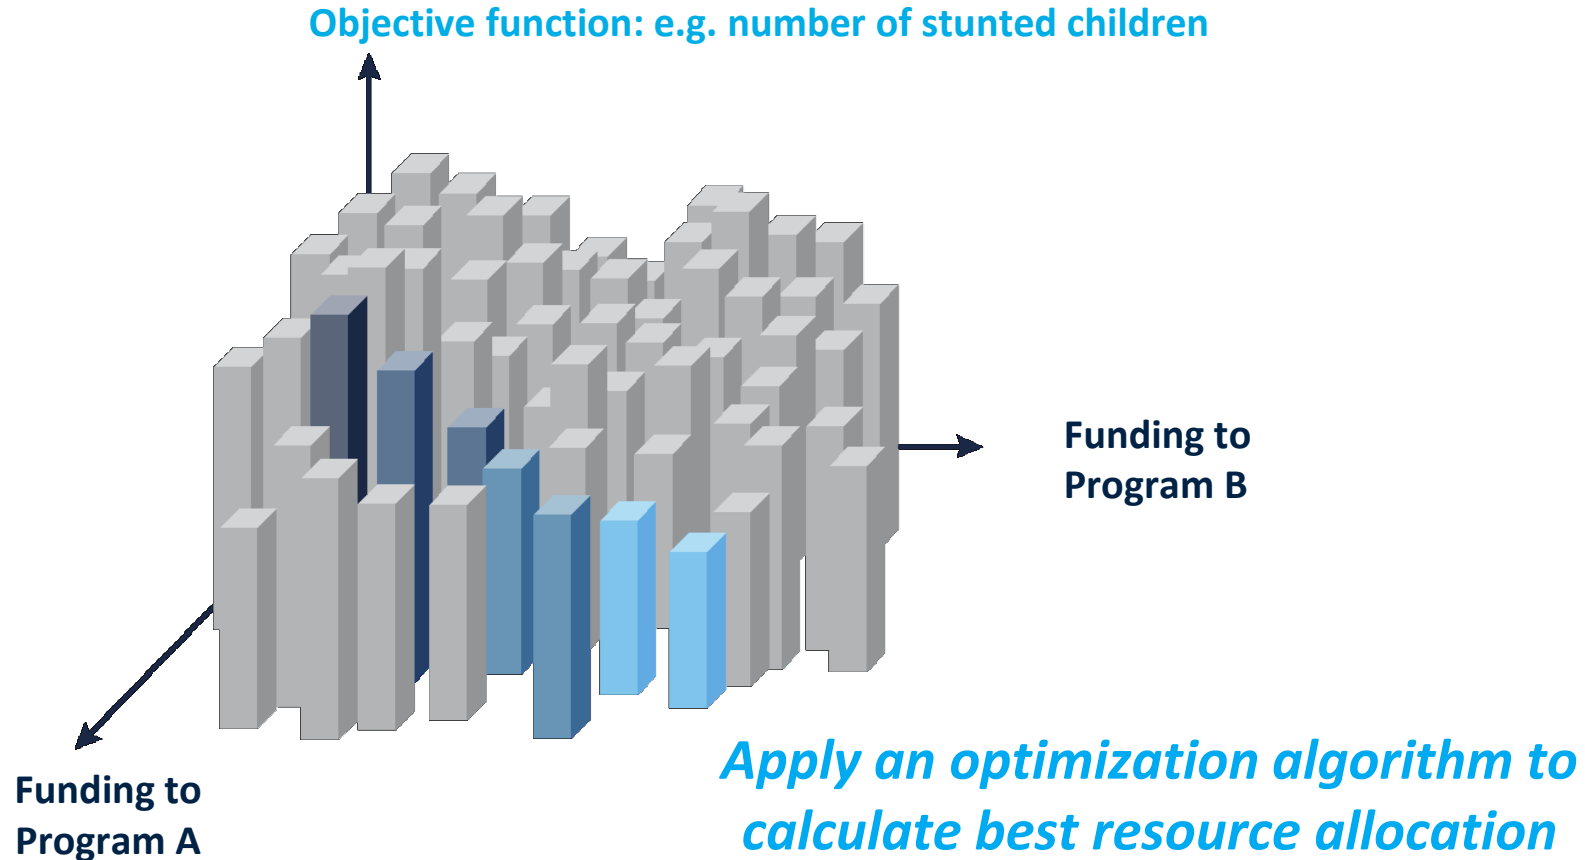 Objective function: e.g. number of stunted children
Funding to
Program B
Funding to
Program A
Apply an optimization algorithm to
calculate best resource allocation